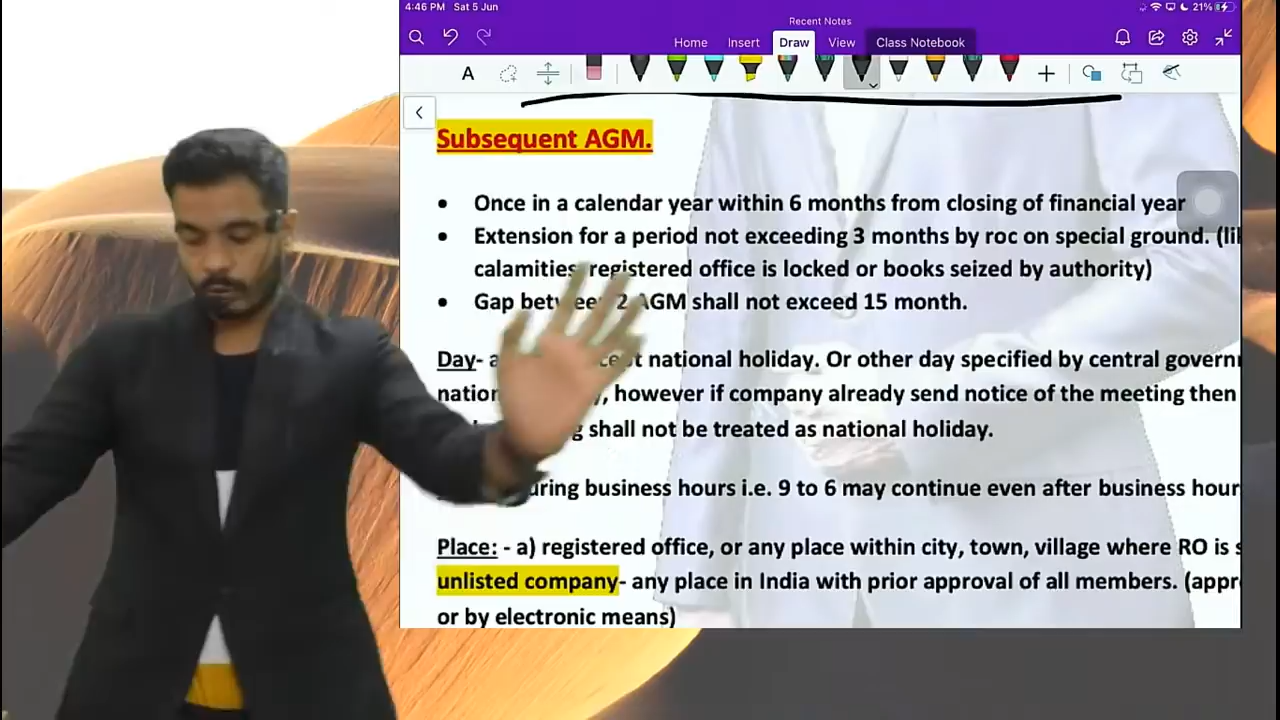 4:46 PM Sat 5 Jun
21%
Recent Notes
Home Insert Draw View Class Notebook
A
Subsequent AGM.
• Once in a calendar year within 6 months from closing of financial year
• Extension for a period not exceeding 3 months by roc on special ground. (li
calamities, registered office is locked or books seized by authority)
• Gap between 2 AGM shall not exceed 15 month.
Day- a national holiday. Or other day specified by central governm
nation , however if company already send notice of the meeting then
shall not be treated as national holiday.
uring business hours i.e. 9 to 6 may continue even after business hour
Place: - a) registered office, or any place within city, town, village where RO is s
unlisted company- any place in India with prior approval of all members. (appr
or by electronic means)